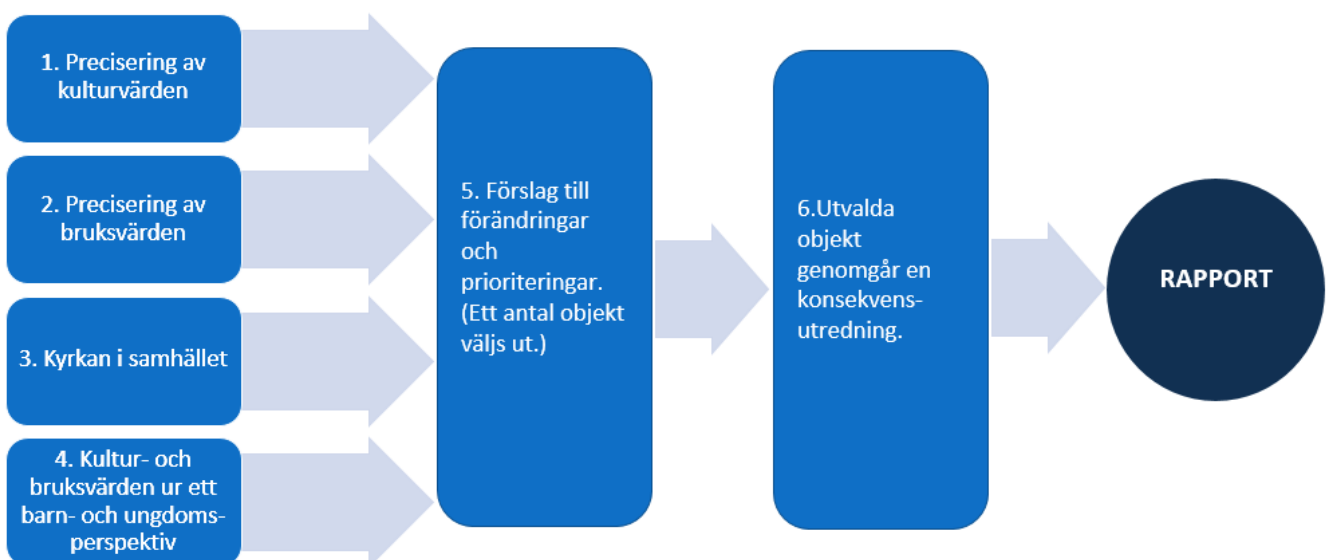 1. Precisering av
kulturvärden
2. Precisering av
bruksvärden
3. Kyrkan i samhället
4. Kultur- och
bruksvärden ur ett
barn- och ungdoms-
perspektiv
5. Förslag till
förändringar
och
prioriteringar.
(Ett antal objekt
väljs ut.)
6.Utvalda
objekt
genomgår en
konsekvens-
utredning.
RAPPORT